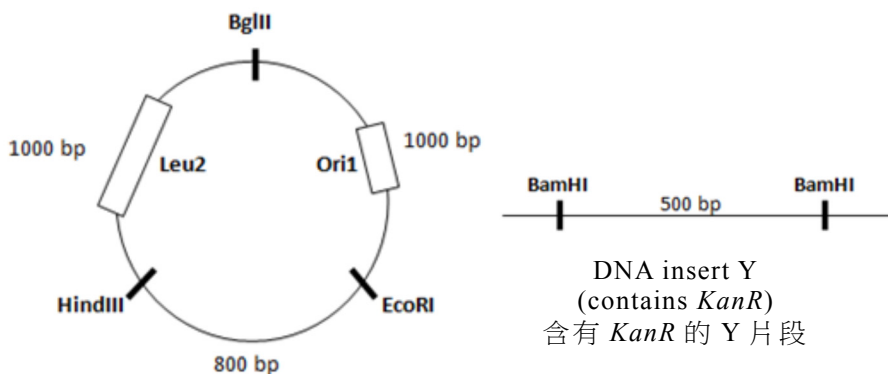 BglII
1000 bp
Leu2
Ori1
1000 bp
HindIII
EcoRI
800 bp
BamHI
BamHI
500 bp
DNA insert Y
(contains KanR)
含有 KanR 的 Y 片段